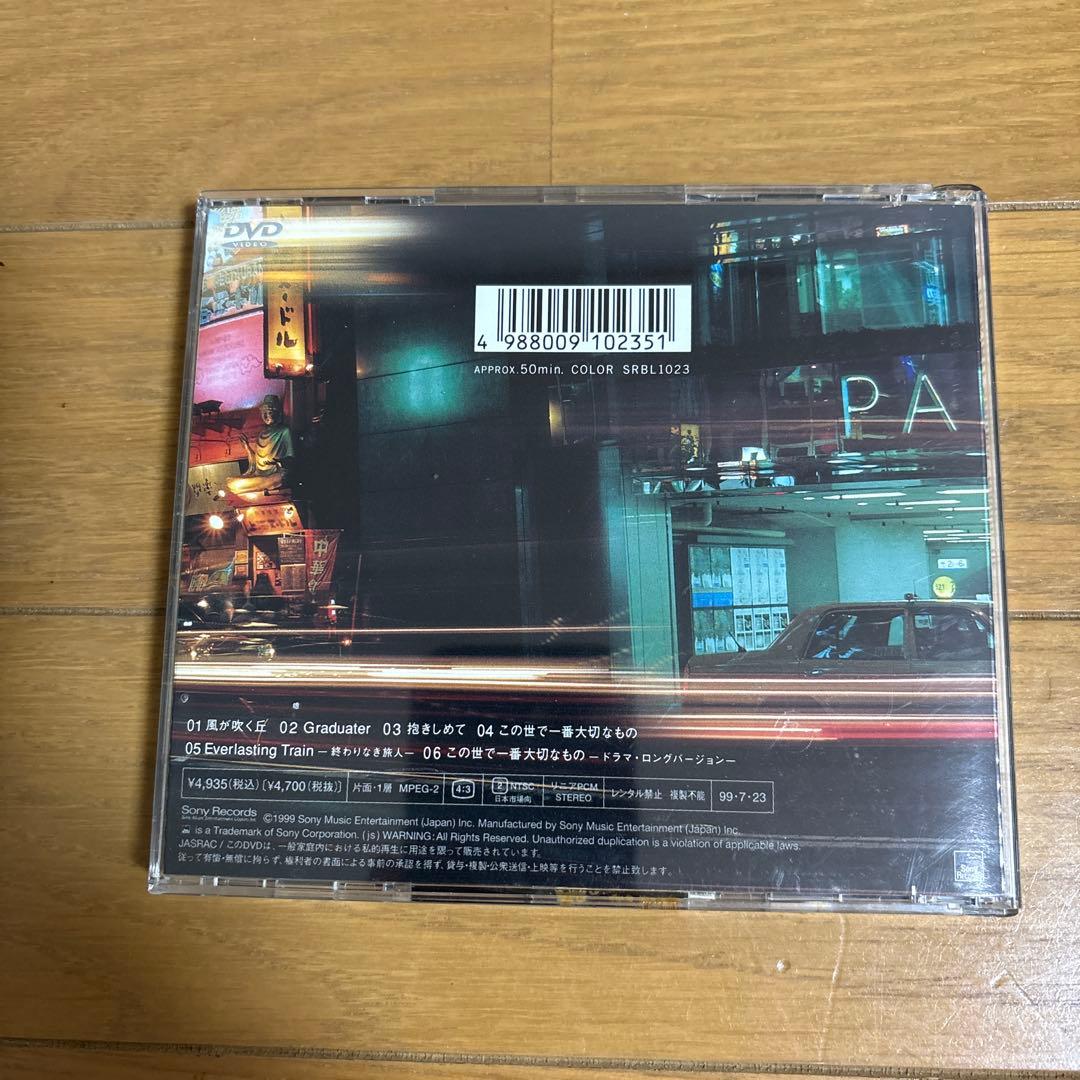 DVD
VIDEO
ードル
中華
PA
4 988009 102351
APPROX.50min. COLOR SRBL1023
01 風が吹く丘 02 Graduater 03 抱きしめて 04 この世で一番大切なもの
05 Everlasting Train ー終わりなき旅人ー 06 この世で一番大切なもの ードラマ・ロングバージョンー
¥4,935(税込)〔¥4,700(税抜)〕 片面・1層 MPEG-2 4:3 2 NTSC 日本市場向 リニアPCM STEREO レンタル禁止 複製不能 99・7・23
Sony Records ©1999 Sony Music Entertainment (Japan) Inc. Manufactured by Sony Music Entertainment (Japan) Inc.
is a Trademark of Sony Corporation. (js) WARNING: All Rights Reserved. Unauthorized duplication is a violation of applicable laws.
JASRAC / このDVDは、一般家庭内における私的再生に用途を限って販売されています。
従って有償・無償に拘らず、権利者の書面による事前の承認を得ず、貸与・複製・公衆送信・上映等を行うことを禁止致します。
Sony Records